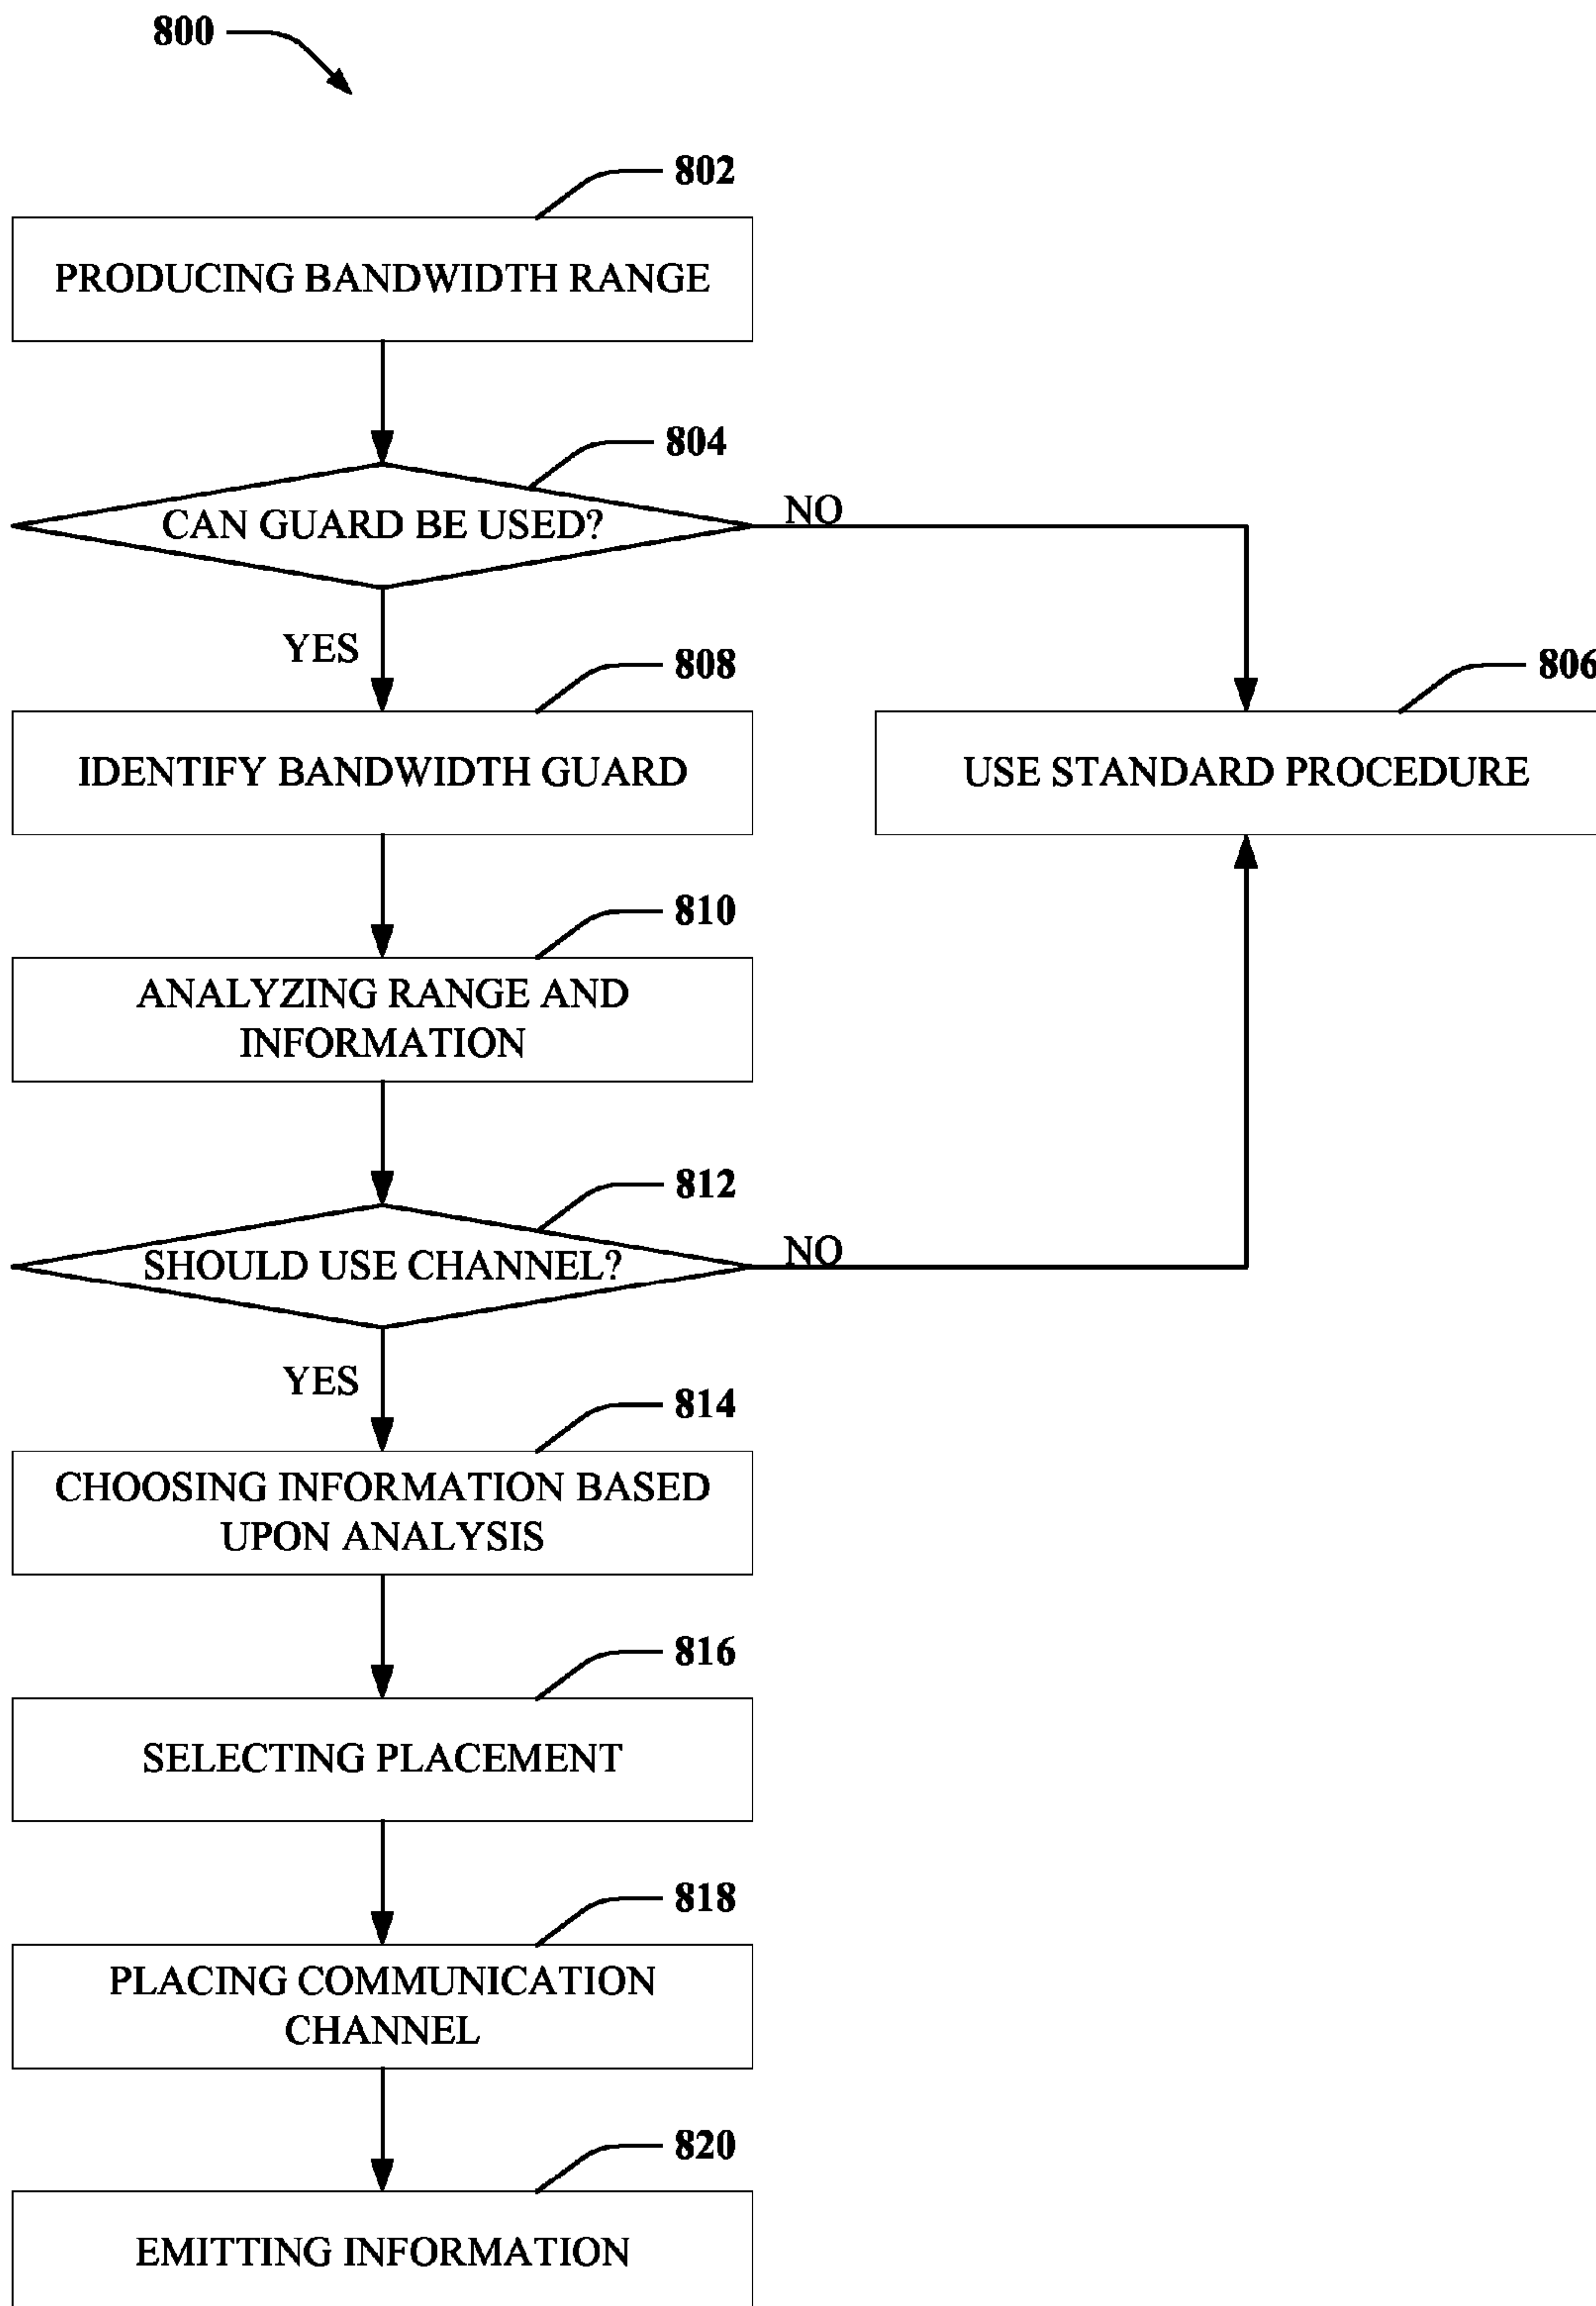 800
802
PRODUCING BANDWIDTH RANGE
804
CAN GUARD BE USED?
NO
YES
808
806
IDENTIFY BANDWIDTH GUARD
USE STANDARD PROCEDURE
810
ANALYZING RANGE AND
INFORMATION
812
SHOULD USE CHANNEL?
NO
YES
814
CHOOSING INFORMATION BASED
UPON ANALYSIS
816
SELECTING PLACEMENT
818
PLACING COMMUNICATION
CHANNEL
820
EMITTING INFORMATION